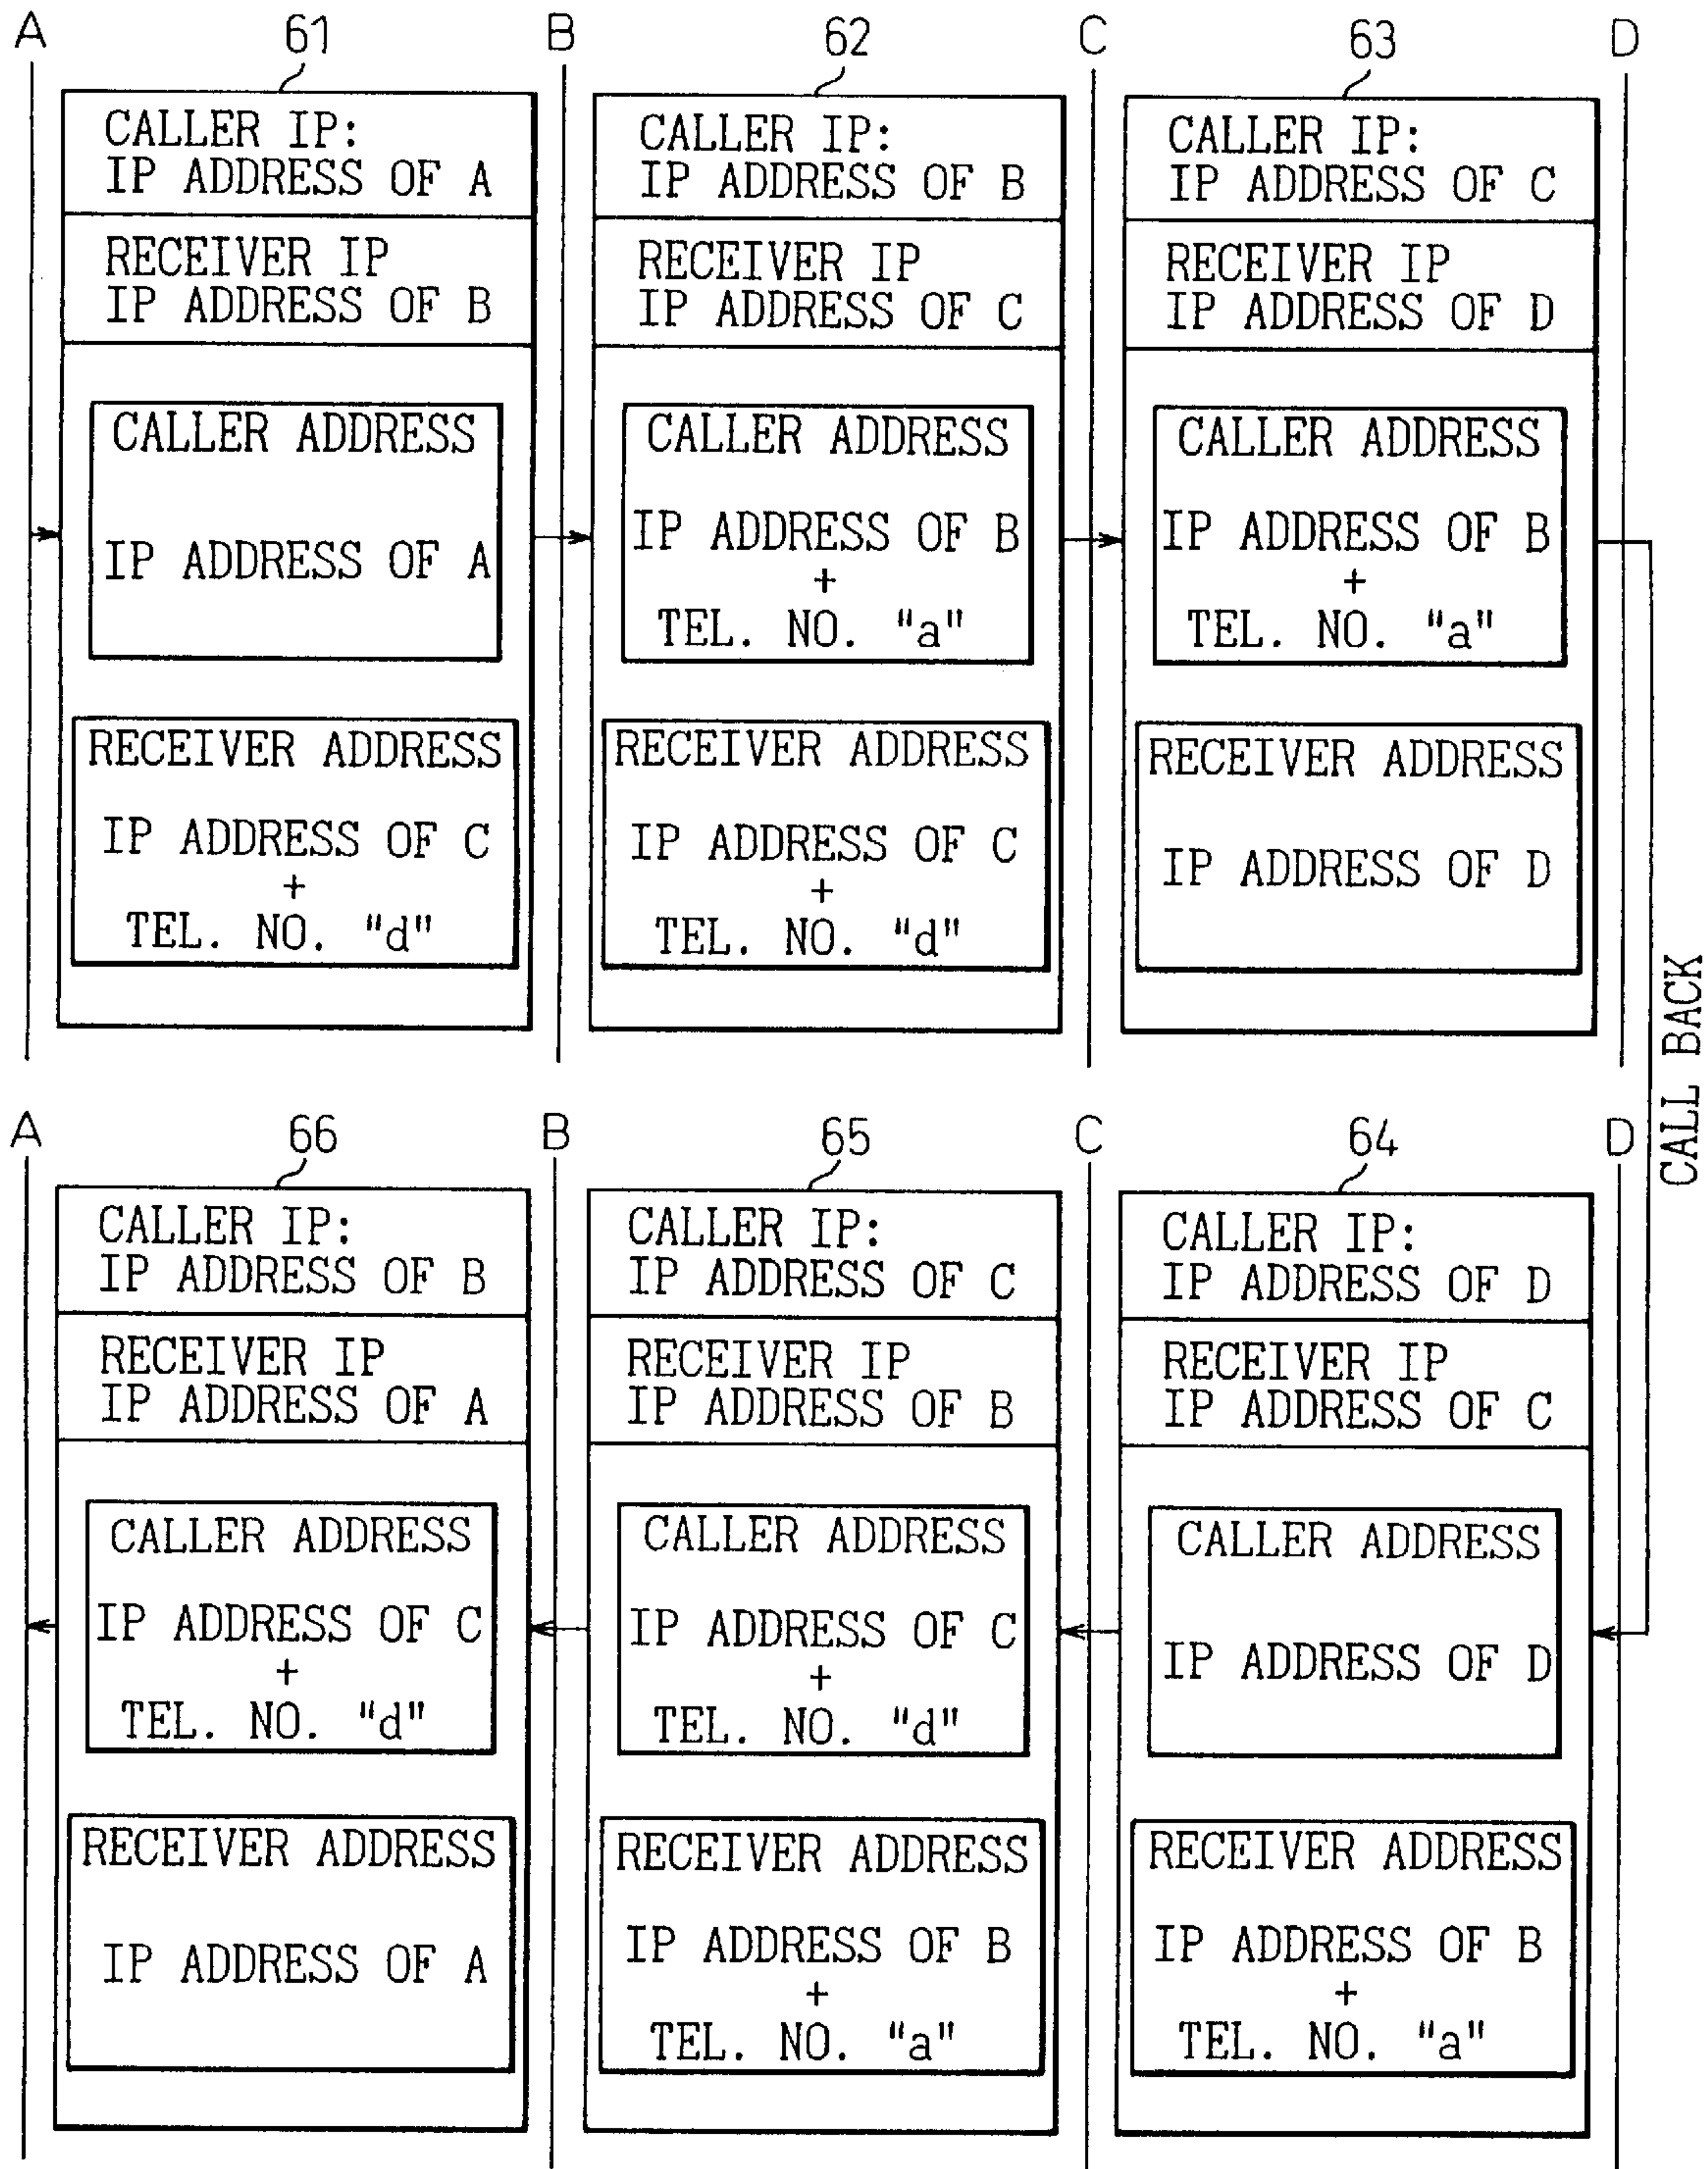 A
61
B
62
C
63
D
CALLER IP:
IP ADDRESS OF A
RECEIVER IP
IP ADDRESS OF B
CALLER ADDRESS
IP ADDRESS OF A
RECEIVER ADDRESS
IP ADDRESS OF C
+
TEL. NO. "d"
CALLER IP:
IP ADDRESS OF B
RECEIVER IP
IP ADDRESS OF C
CALLER ADDRESS
IP ADDRESS OF B
+
TEL. NO. "a"
RECEIVER ADDRESS
IP ADDRESS OF C
+
TEL. NO. "d"
CALLER IP:
IP ADDRESS OF C
RECEIVER IP
IP ADDRESS OF D
CALLER ADDRESS
IP ADDRESS OF B
+
TEL. NO. "a"
RECEIVER ADDRESS
IP ADDRESS OF D
CALL BACK
A
66
B
65
C
64
D
CALLER IP:
IP ADDRESS OF B
RECEIVER IP
IP ADDRESS OF A
CALLER ADDRESS
IP ADDRESS OF C
+
TEL. NO. "d"
RECEIVER ADDRESS
IP ADDRESS OF A
CALLER IP:
IP ADDRESS OF C
RECEIVER IP
IP ADDRESS OF B
CALLER ADDRESS
IP ADDRESS OF C
+
TEL. NO. "d"
RECEIVER ADDRESS
IP ADDRESS OF B
+
TEL. NO. "a"
CALLER IP:
IP ADDRESS OF D
RECEIVER IP
IP ADDRESS OF C
CALLER ADDRESS
IP ADDRESS OF D
RECEIVER ADDRESS
IP ADDRESS OF B
+
TEL. NO. "a"